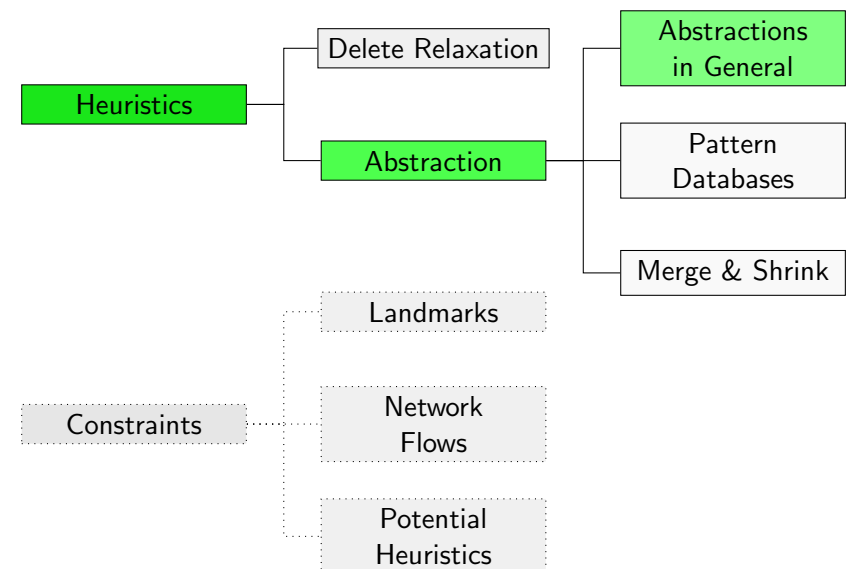 Heuristics
Delete Relaxation
Abstraction
Abstractions
in General
Pattern
Databases
Merge & Shrink
Constraints
Landmarks
Network
Flows
Potential
Heuristics